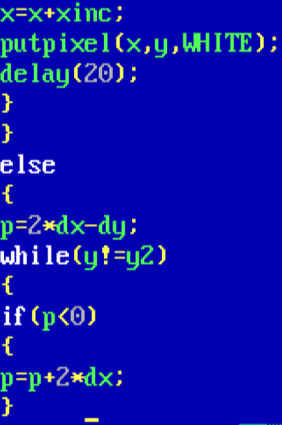 x=x+xinc;
putpixel(x,y,WHITE);
delay(20);
}
}
else
{
p=2*dx-dy;
while(y!=y2)
{
if(p<0)
{
p=p+2*dx;
}